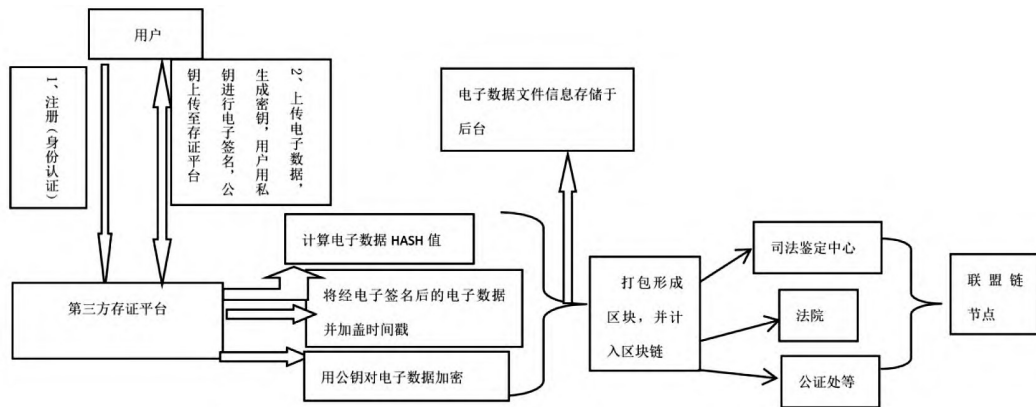 用户
1、注册（身份认证）
2、上传电子数据，
生成密钥，用户用私
钥进行电子签名，公
钥上传至存证平台
第三方存证平台
计算电子数据 HASH 值
将经电子签名后的电子数据
并加盖时间戳
用公钥对电子数据加密
电子数据文件信息存储于
后台
打包形成
区块，并计
入区块链
司法鉴定中心
法院
公证处等
联盟链
节点